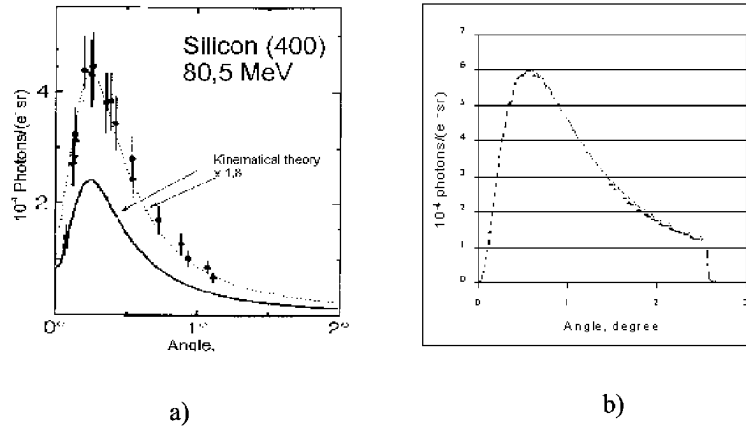 Silicon (400)
80,5 MeV
Kinematical theory
x 1,8
4
2
0°
1°
2°
Angle,
Photons/(e⁻ sr)
a)
7
6
5
4
3
2
1
0
10⁻⁴ photons/(e⁻ sr)
0
1
2
3
Angle, degree
b)